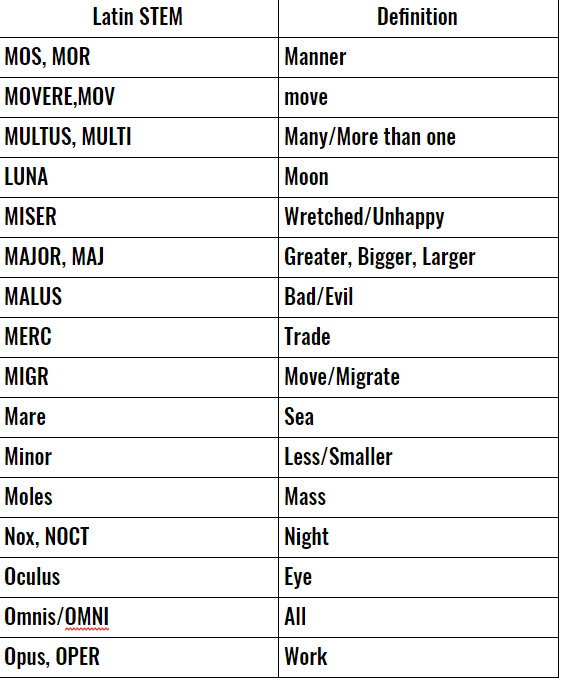 Latin STEM Definition
MOS, MOR Manner
MOVERE,MOV move
MULTUS, MULTI Many/More than one
LUNA Moon
MISER Wretched/Unhappy
MAJOR, MAJ Greater, Bigger, Larger
MALUS Bad/Evil
MERC Trade
MIGR Move/Migrate
Mare Sea
Minor Less/Smaller
Moles Mass
Nox, NOCT Night
Oculus Eye
Omnis/OMNI All
Opus, OPER Work